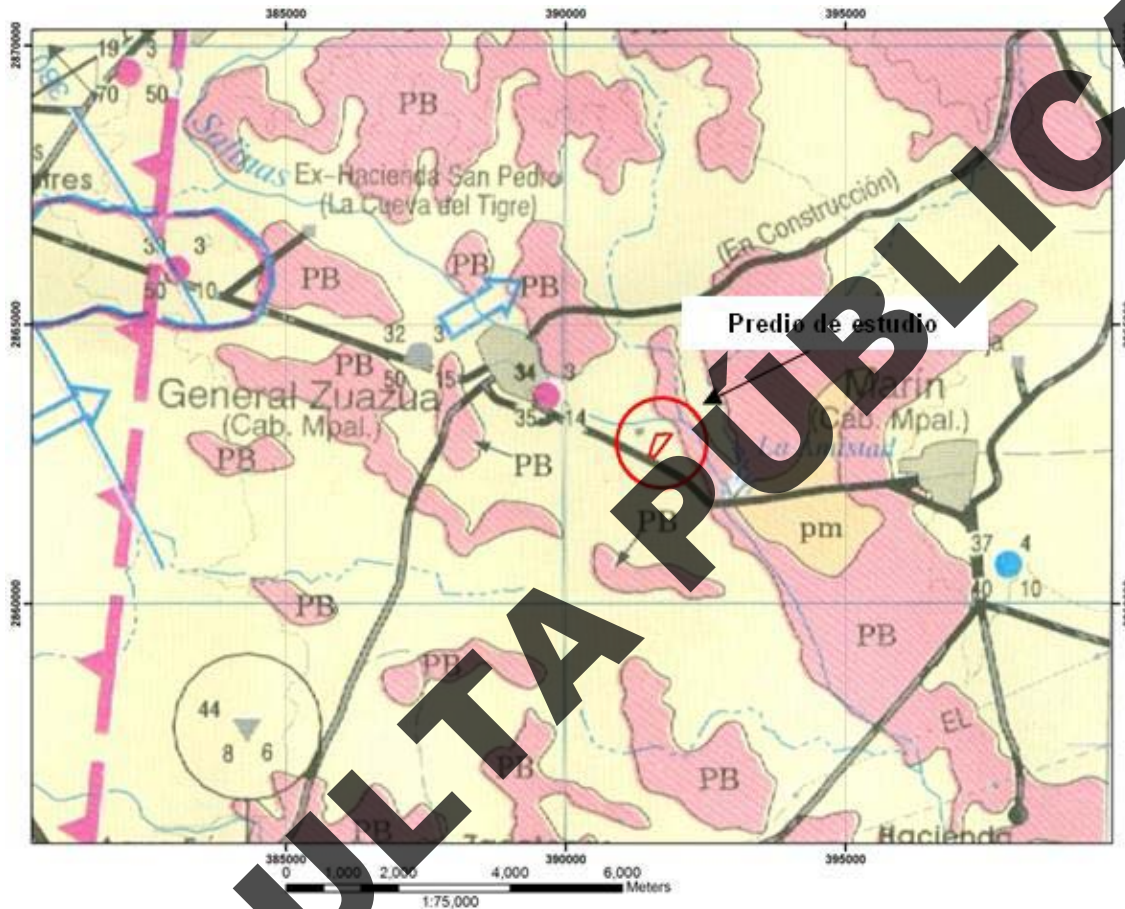 385000 390000 395000
2870000
19 3
70 50
PB
Salinas
Ex-Hacienda San Pedro
(La Cueva del Tigre)
(En Construcción)
3
50 10
PB
PB
PB
2865000
32 3
50 15
Predio de estudio
PB
34 3
35 14
General Zuazua
(Cab. Mpal.)
Marín
(Cab. Mpal.)
La Amistad
PB
PB
PB
pm
37 4
40 10
2860000
PB
PB
PB
44
8 6
EL
PB
PB
PB
Hacienda
385000 390000 395000
0 1,000 2,000 4,000 6,000
Meters
1:75,000
ULTA PÚBLICA